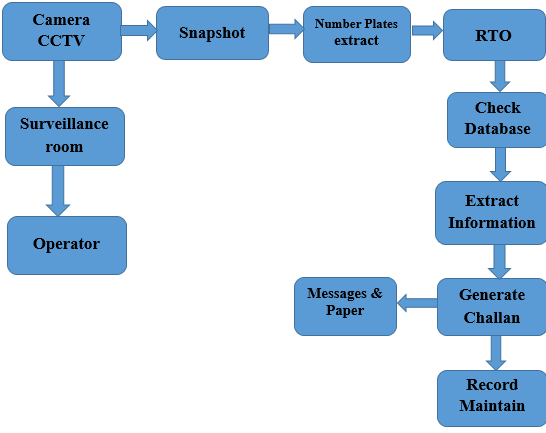 Camera
CCTV
Snapshot
Number Plates
extract
RTO
Surveillance
room
Check
Database
Operator
Extract
Information
Messages &
Paper
Generate
Challan
Record
Maintain